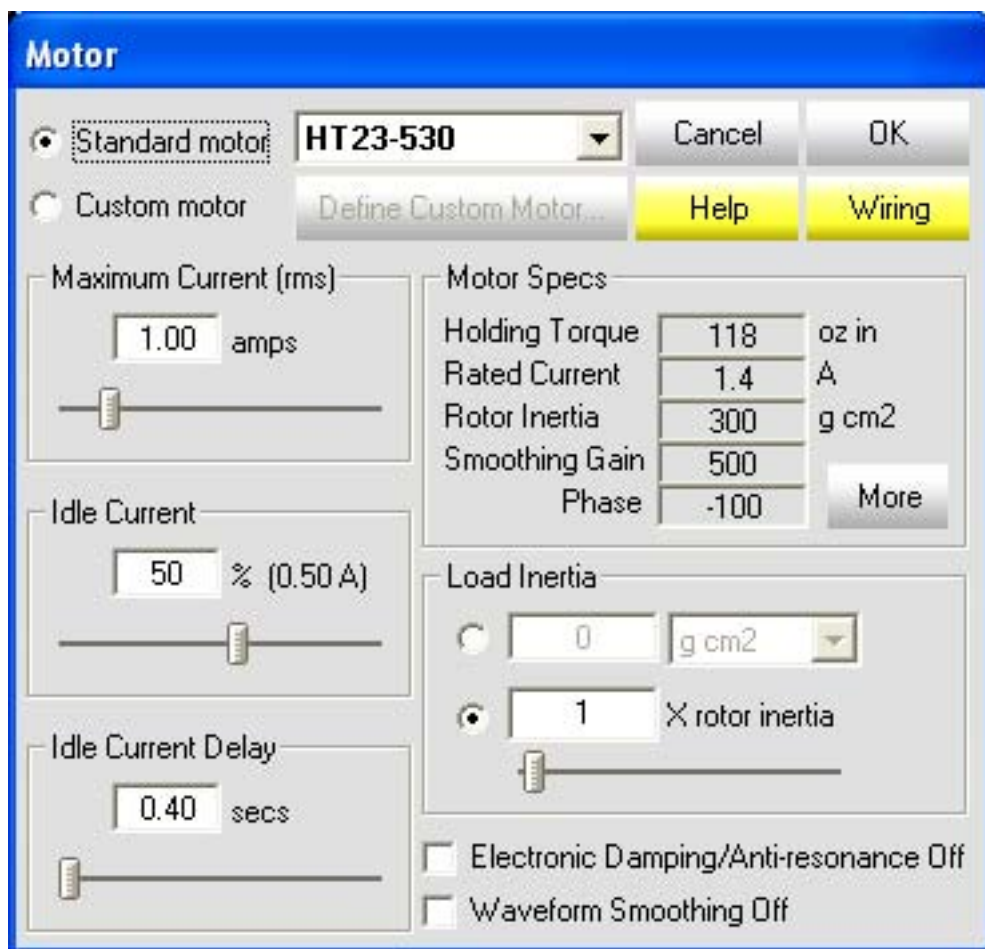 Motor
Standard motor HT23-530 Cancel OK
Custom motor Define Custom Motor... Help Wiring
Maximum Current (rms)
1.00 amps
Idle Current
50 % (0.50 A)
Idle Current Delay
0.40 secs
Motor Specs
Holding Torque 118 oz in
Rated Current 1.4 A
Rotor Inertia 300 g cm2
Smoothing Gain 500
Phase -100 More
Load Inertia
0 g cm2
1 X rotor inertia
Electronic Damping/Anti-resonance Off
Waveform Smoothing Off